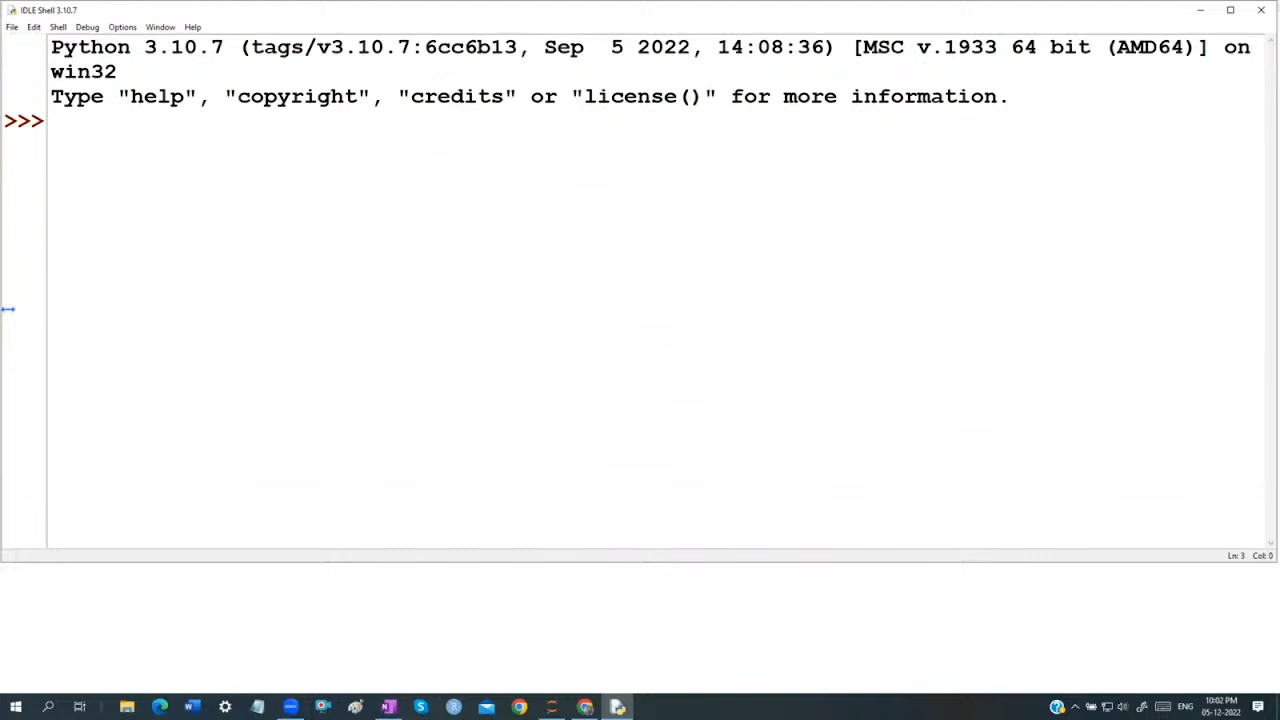 IDLE Shell 3.10.7
File Edit Shell Debug Options Window Help
Python 3.10.7 (tags/v3.10.7:6cc6b13, Sep  5 2022, 14:08:36) [MSC v.1933 64 bit (AMD64)] on
win32
Type "help", "copyright", "credits" or "license()" for more information.
>>>
Ln: 3 Col: 0
ENG
10:02 PM
05-12-2022